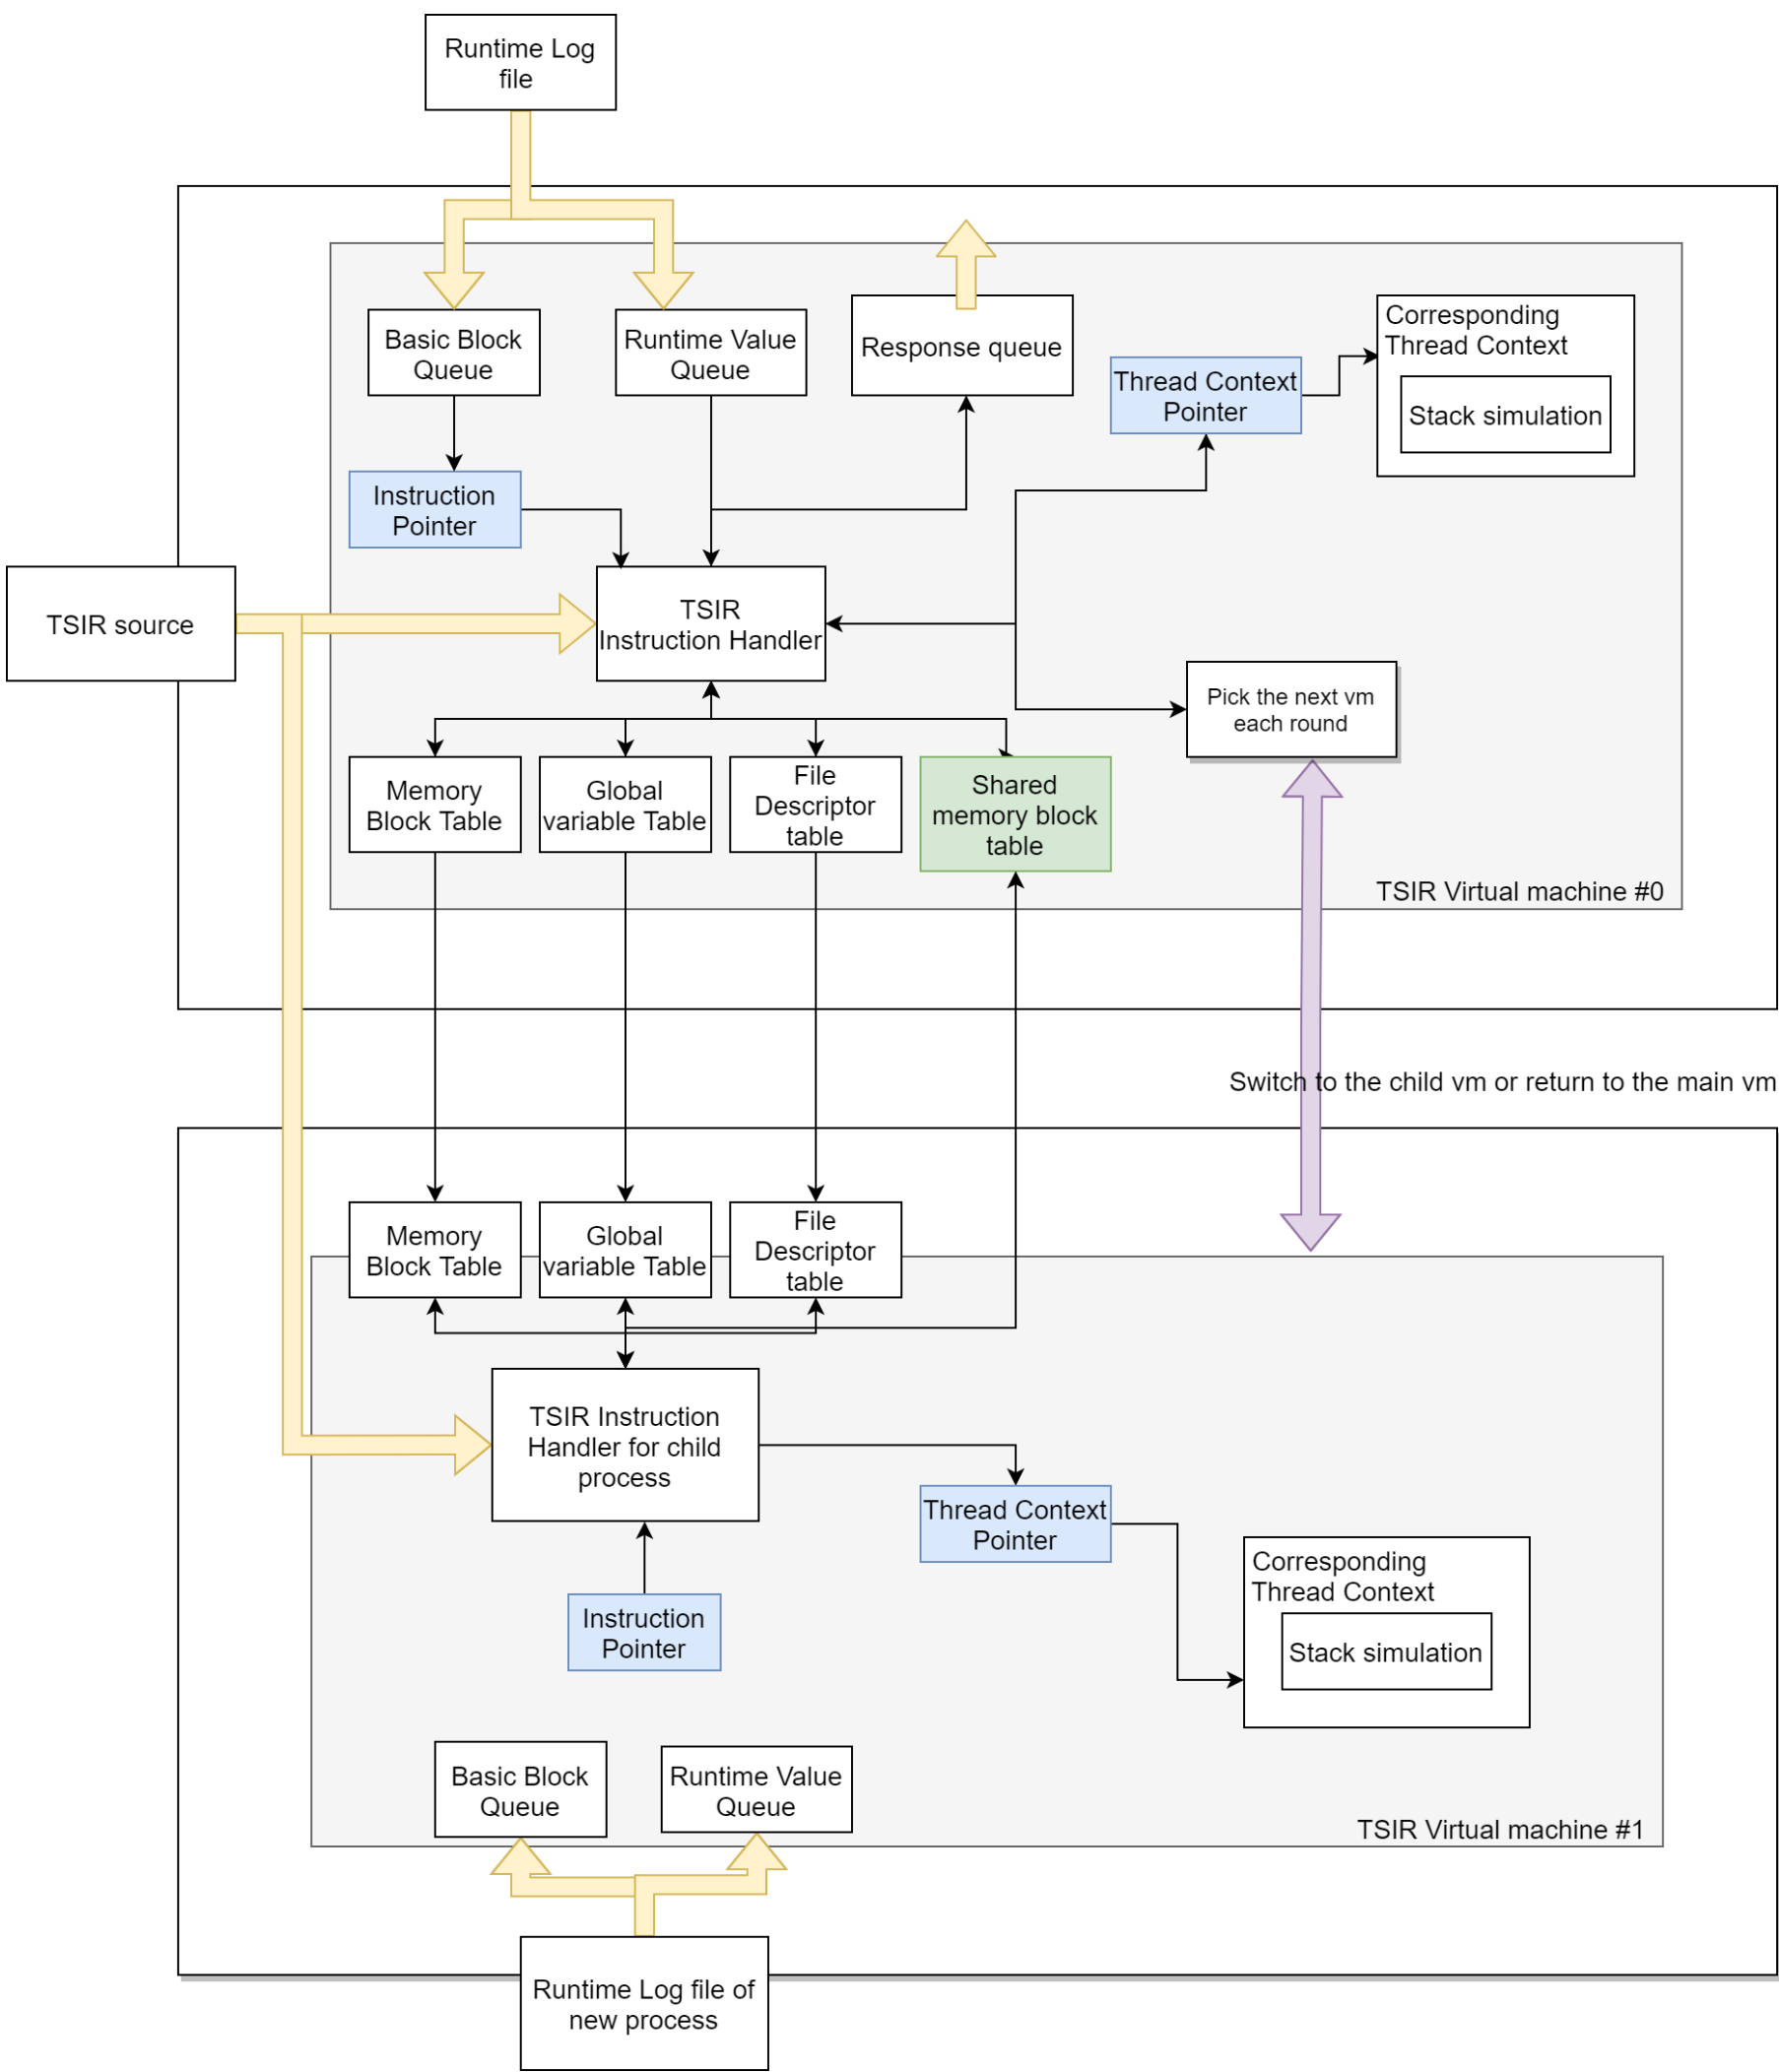 Runtime Log
file
Basic Block
Queue
Runtime Value
Queue
Response queue
Corresponding
Thread Context
Stack simulation
Thread Context
Pointer
Instruction
Pointer
TSIR source
TSIR
Instruction Handler
Pick the next vm
each round
Memory
Block Table
Global
variable Table
File
Descriptor
table
Shared
memory block
table
TSIR Virtual machine #0
Switch to the child vm or return to the main vm
Memory
Block Table
Global
variable Table
File
Descriptor
table
TSIR Instruction
Handler for child
process
Thread Context
Pointer
Corresponding
Thread Context
Stack simulation
Instruction
Pointer
Basic Block
Queue
Runtime Value
Queue
TSIR Virtual machine #1
Runtime Log file of
new process